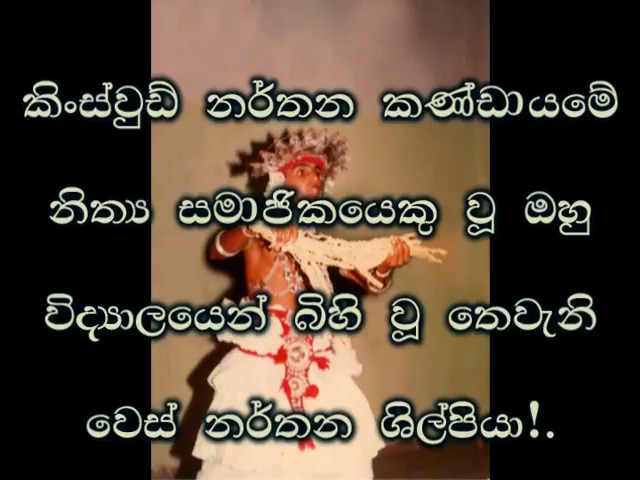 කිංස්වුඩ් නර්තන කණ්ඩායමේ
නිත්‍ය සමාජිකයෙකු වූ ඔහු
විද්‍යාලයෙන් බිහි වූ තෙවැනි
වෙස් නර්තන ශිල්පියා!.